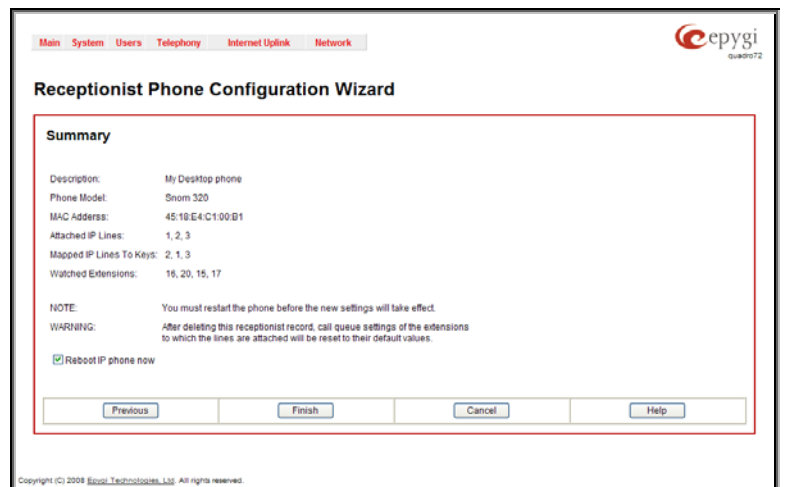 Main System Users Telephony Internet Uplink Network
epygi
quadro72
Receptionist Phone Configuration Wizard
Summary
Description: My Desktop phone
Phone Model: Snom 320
MAC Adderss: 45:18:E4:C1:00:B1
Attached IP Lines: 1, 2, 3
Mapped IP Lines To Keys: 2, 1, 3
Watched Extensions: 16, 20, 15, 17
NOTE: You must restart the phone before the new settings will take effect.
WARNING: After deleting this receptionist record, call queue settings of the extensions
to which the lines are attached will be reset to their default values.
Reboot IP phone now
Previous Finish Cancel Help
Copyright (C) 2008 Epygi Technologies, Ltd. All rights reserved.